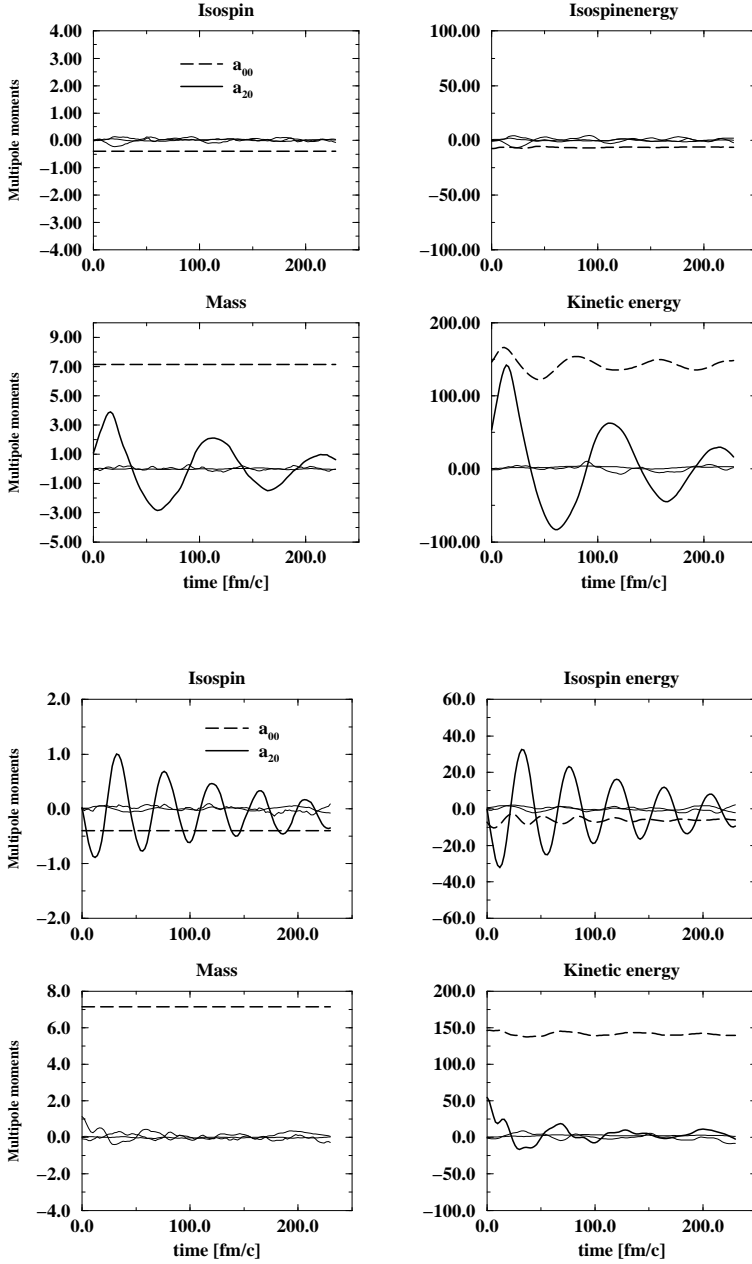 Isospin
4.00
3.00
2.00
1.00
0.00
−1.00
−2.00
−3.00
−4.00
Multipole moments
a00
a20
0.0 100.0 200.0
Isospinenergy
100.00
50.00
0.00
−50.00
−100.00
0.0 100.0 200.0
Mass
9.00
7.00
5.00
3.00
1.00
−1.00
−3.00
−5.00
Multipole moments
0.0 100.0 200.0
time [fm/c]
Kinetic energy
200.00
100.00
0.00
−100.00
0.0 100.0 200.0
time [fm/c]
Isospin
2.0
1.0
0.0
−1.0
−2.0
Multipole moments
a00
a20
0.0 100.0 200.0
Isospin energy
60.0
40.0
20.0
0.0
−20.0
−40.0
−60.0
0.0 100.0 200.0
Mass
8.0
6.0
4.0
2.0
0.0
−2.0
−4.0
Multipole moments
0.0 100.0 200.0
time [fm/c]
Kinetic energy
200.0
150.0
100.0
50.0
0.0
−50.0
−100.0
0.0 100.0 200.0
time [fm/c]